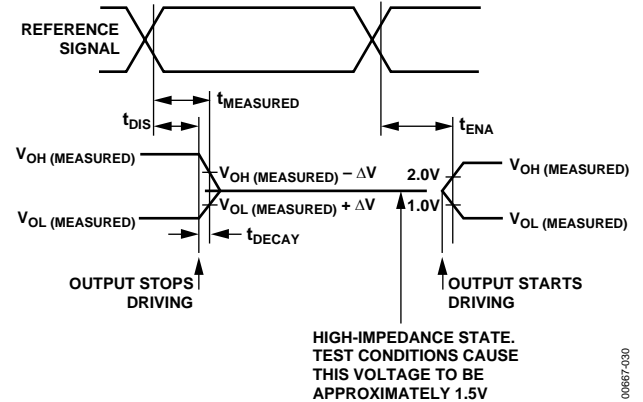 REFERENCE
SIGNAL
tMEASURED
tDIS
tENA
VOH (MEASURED)
VOH (MEASURED) – ΔV
2.0V
VOH (MEASURED)
VOL (MEASURED)
VOL (MEASURED) + ΔV
1.0V
VOL (MEASURED)
tDECAY
OUTPUT STOPS
DRIVING
OUTPUT STARTS
DRIVING
HIGH-IMPEDANCE STATE.
TEST CONDITIONS CAUSE
THIS VOLTAGE TO BE
APPROXIMATELY 1.5V
00667-030